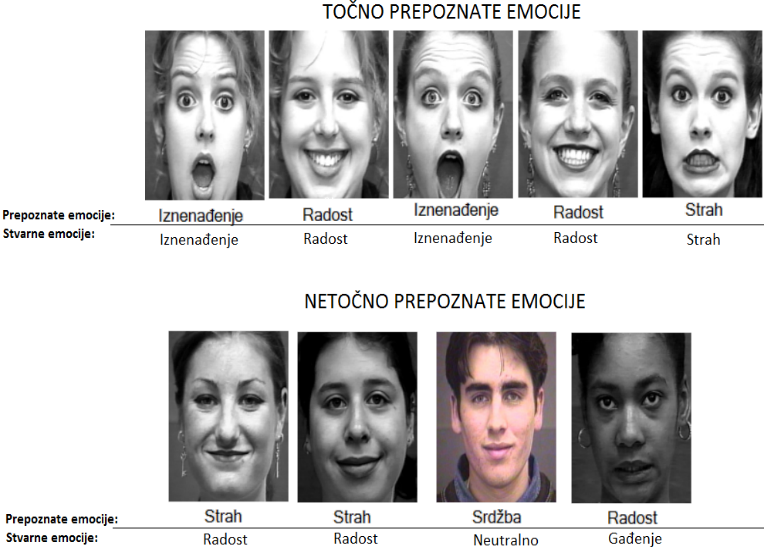 TOČNO PREPOZNATE EMOCIJE
Prepoznate emocije: Iznenađenje Radost Iznenađenje Radost Strah
Stvarne emocije: Iznenađenje Radost Iznenađenje Radost Strah
NETOČNO PREPOZNATE EMOCIJE
Prepoznate emocije: Strah Strah Srdžba Radost
Stvarne emocije: Radost Radost Neutralno Gađenje